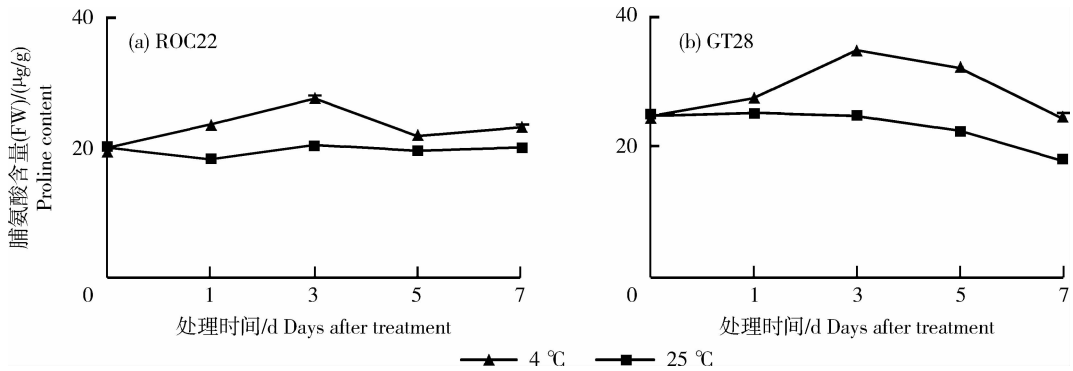 脯氨酸含量(FW)/(μg/g)
Proline content
(a) ROC22
40
20
0
1
3
5
7
处理时间/d Days after treatment
(b) GT28
40
20
0
1
3
5
7
处理时间/d Days after treatment
4 ℃
25 ℃